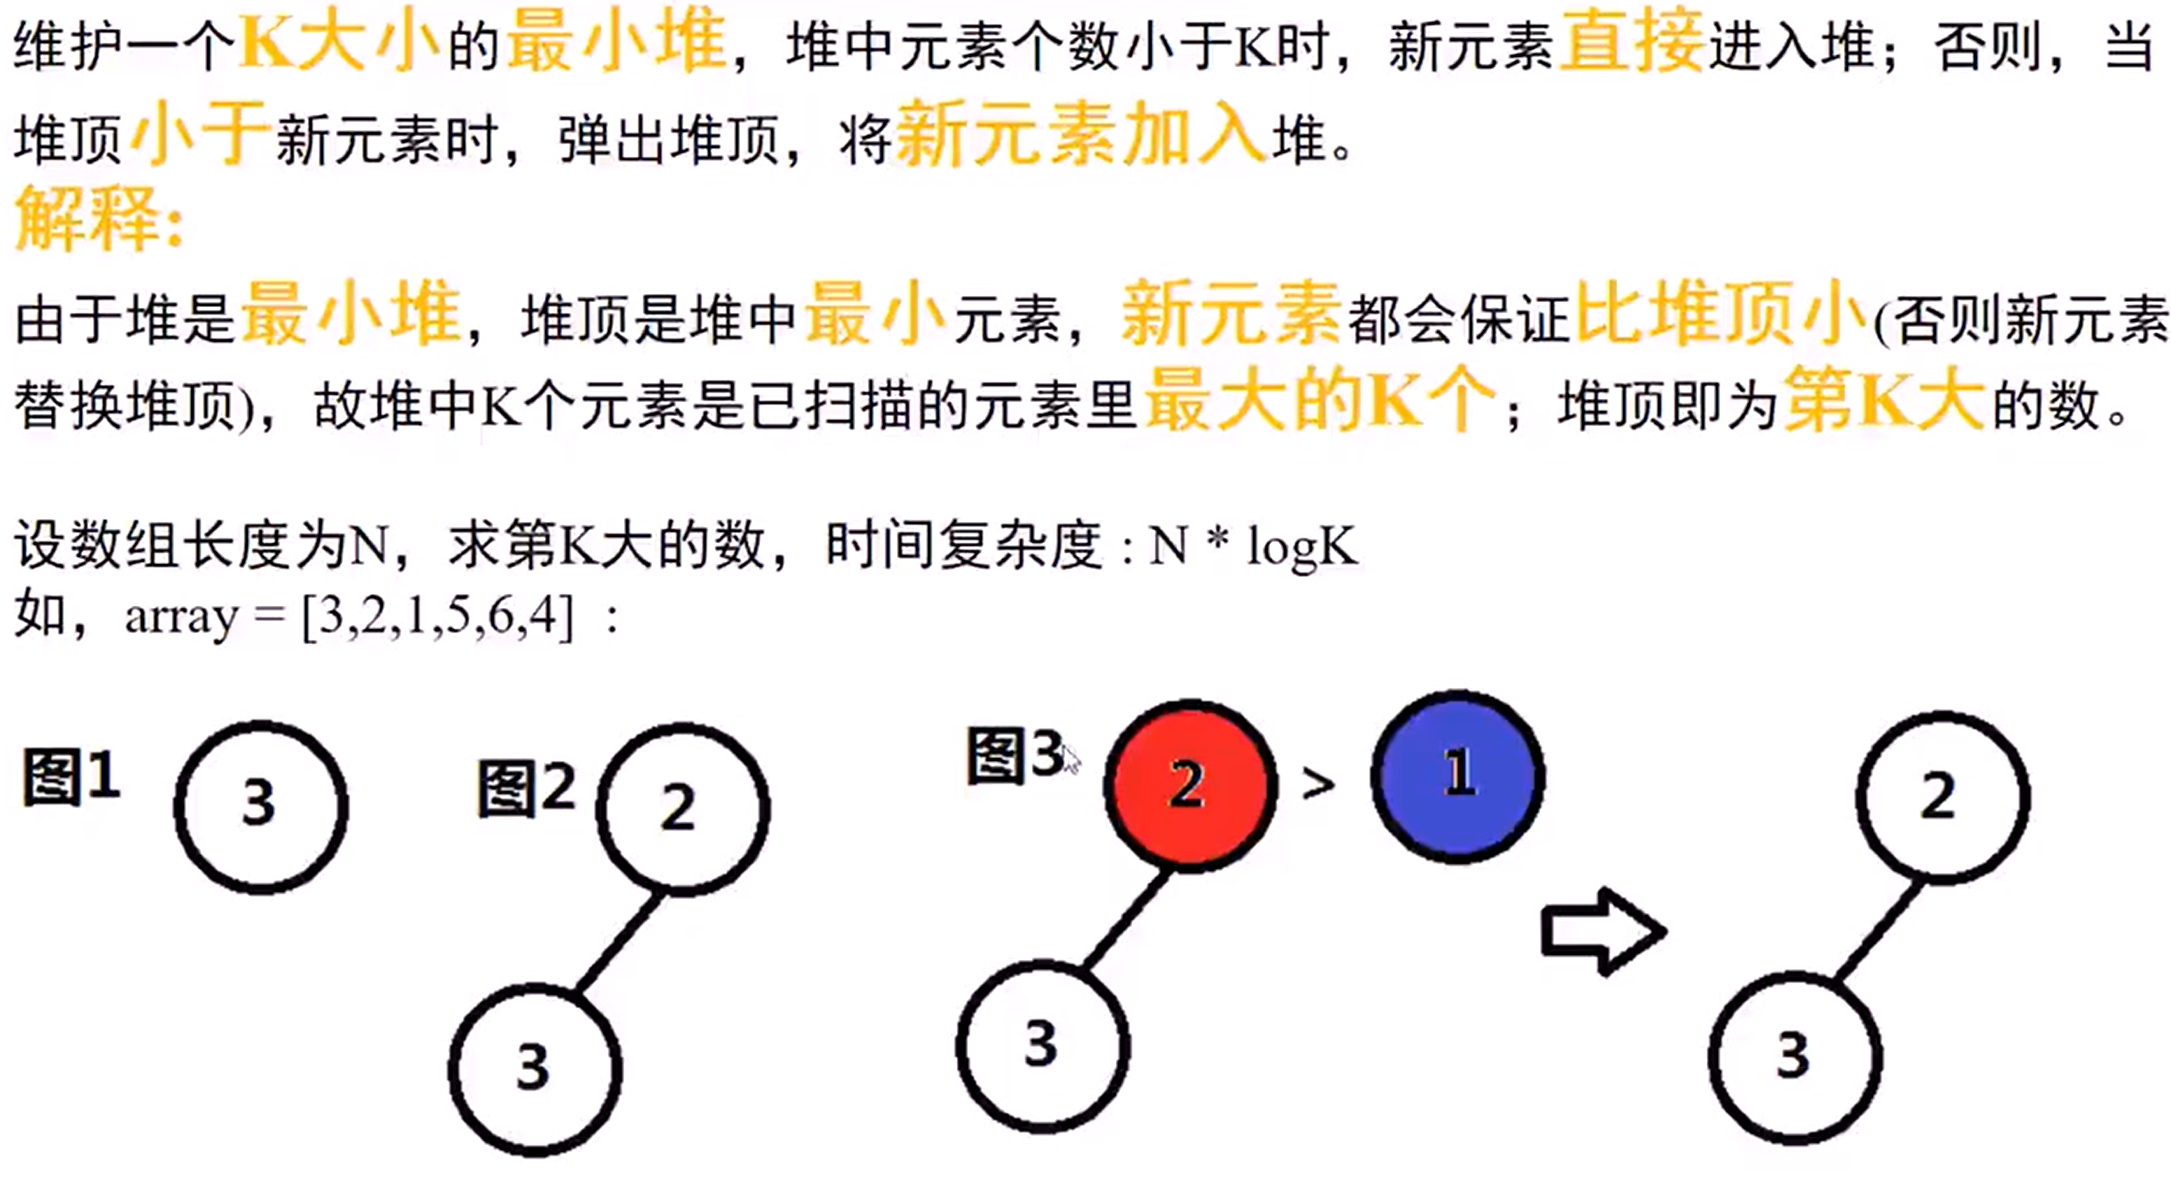 维护一个K大小的最小堆，堆中元素个数小于K时，新元素直接进入堆；否则，当
堆顶小于新元素时，弹出堆顶，将新元素加入堆。
解释:
由于堆是最小堆，堆顶是堆中最小元素，新元素都会保证比堆顶小(否则新元素
替换堆顶)，故堆中K个元素是已扫描的元素里最大的K个；堆顶即为第K大的数。
设数组长度为N，求第K大的数，时间复杂度 : N * logK
如，array = [3,2,1,5,6,4] ：
图1
3
图2
2
3
图3
2
>
1
3
2
3